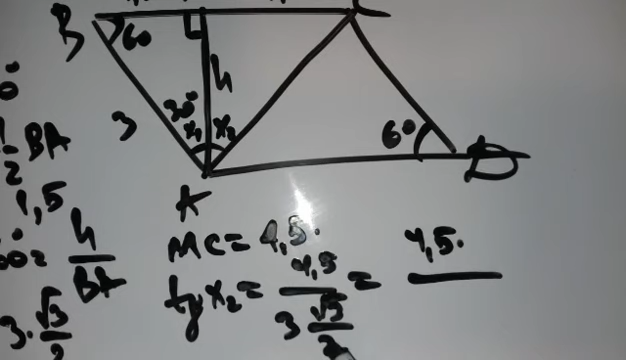 B 60 C
h
30°
3 x₁ x₂
60 D
A
BA
2
1,5
MC = 4,5.
h
BA
tg x₂ = 4,5 = 4,5.
3 √3
2
3·√3
2